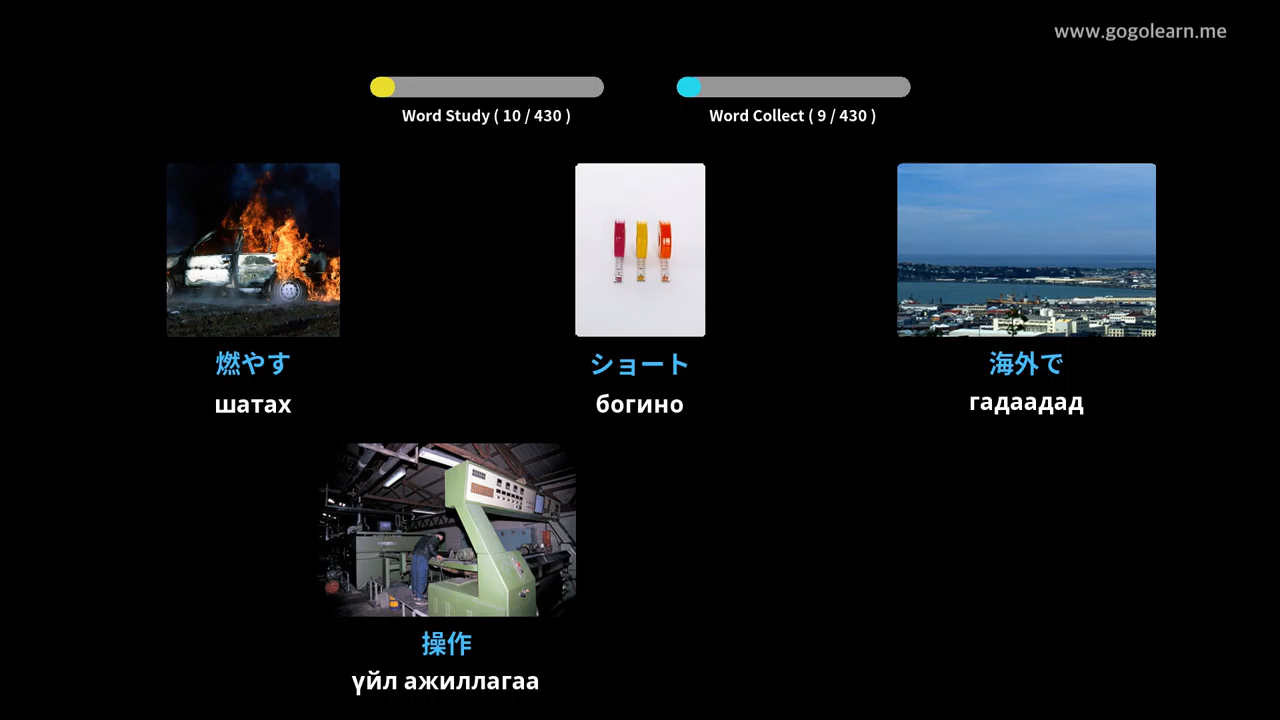 www.gogolearn.me
Word Study ( 10 / 430 )
Word Collect ( 9 / 430 )
燃やす
ショート
海外で
шатах
богино
гадаадад
操作
үйл ажиллагаа